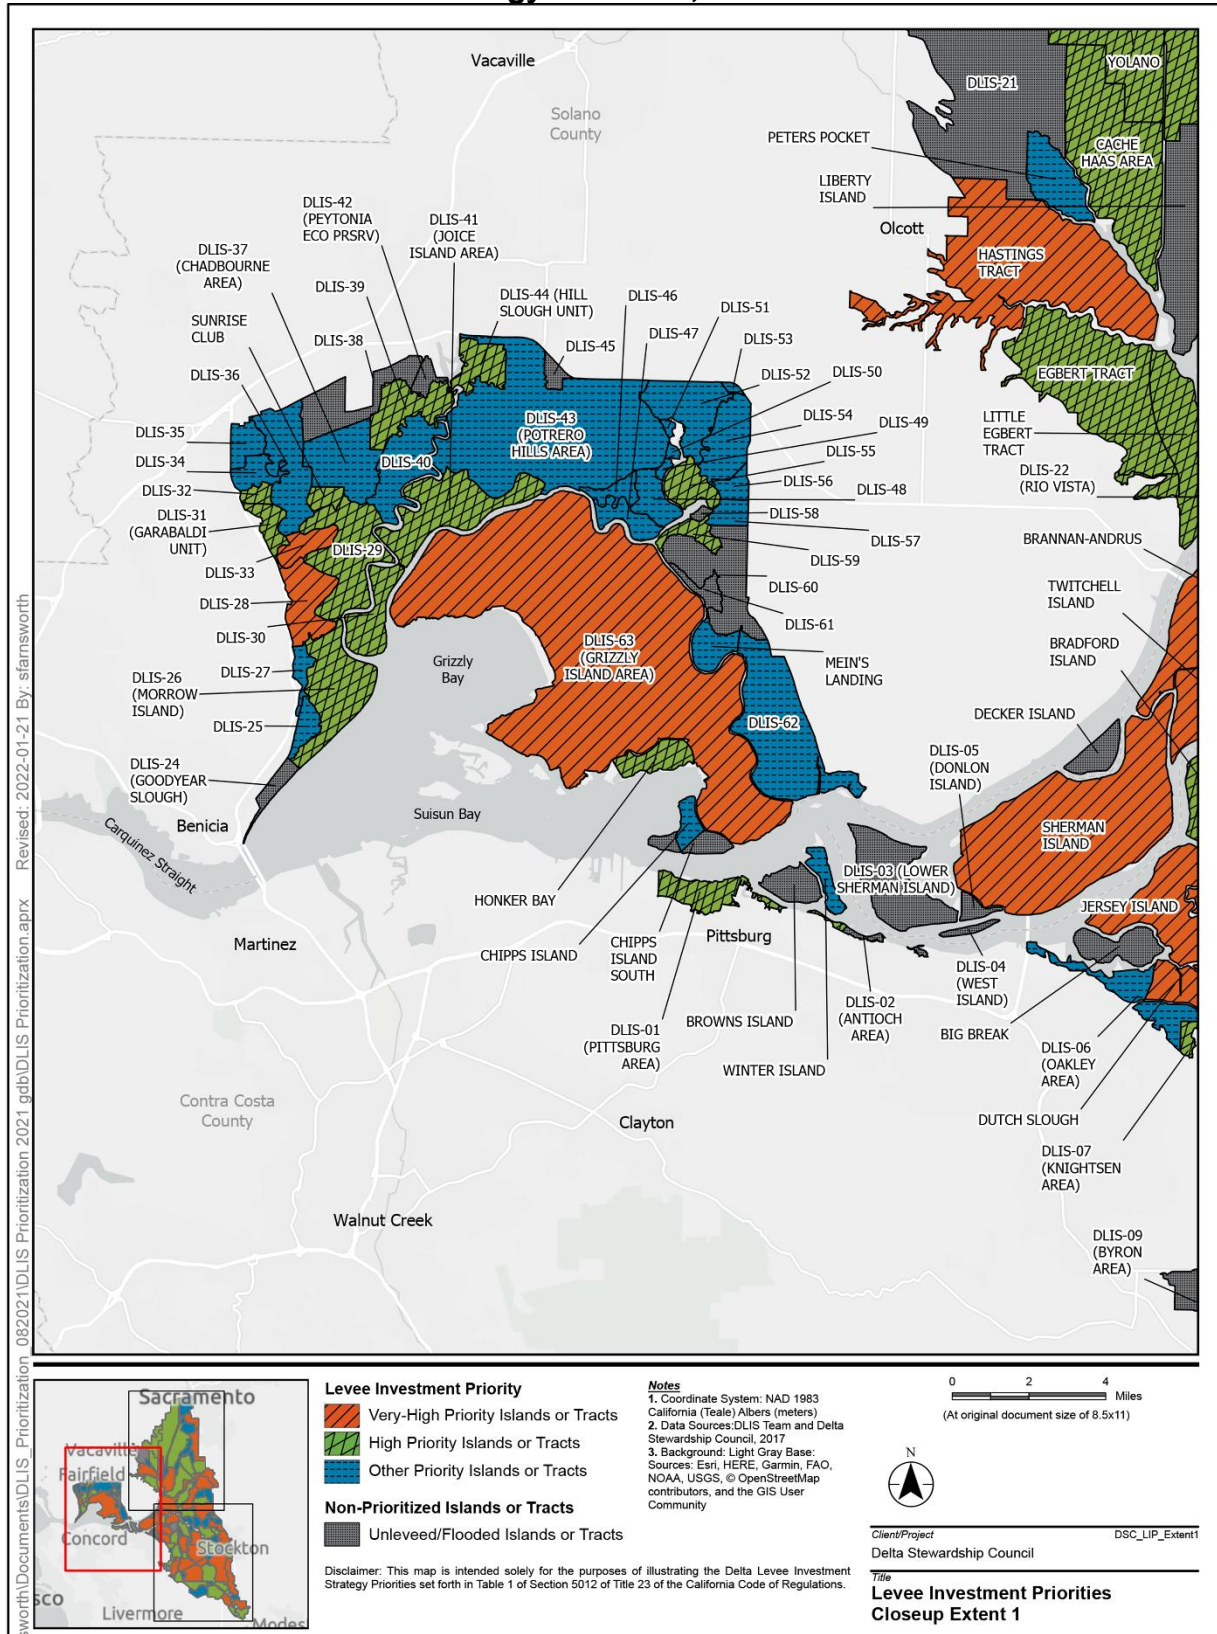 Vacaville
Solano
County
DLIS-21
YOLANO
PETERS POCKET
CACHE
HAAS AREA
LIBERTY
ISLAND
Olcott
HASTINGS
TRACT
DLIS-42
(PEYTONIA
ECO PRSRV)
DLIS-41
(JOICE
ISLAND AREA)
DLIS-37
(CHADBOURNE
AREA)
DLIS-39
DLIS-44 (HILL
SLOUGH UNIT)
DLIS-46
DLIS-51
SUNRISE
CLUB
DLIS-38
DLIS-45
DLIS-47
DLIS-53
DLIS-36
DLIS-52
DLIS-50
EGBERT TRACT
DLIS-35
DLIS-43
(POTRERO
HILLS AREA)
DLIS-54
DLIS-49
LITTLE
EGBERT
TRACT
DLIS-34
DLIS-40
DLIS-55
DLIS-22
(RIO VISTA)
DLIS-32
DLIS-56
DLIS-48
DLIS-31
(GARABALDI
UNIT)
DLIS-58
DLIS-29
DLIS-57
BRANNAN-ANDRUS
DLIS-33
DLIS-59
TWITCHELL
ISLAND
DLIS-28
DLIS-60
DLIS-30
DLIS-61
BRADFORD
ISLAND
DLIS-63
(GRIZZLY
ISLAND AREA)
MEIN'S
LANDING
Grizzly
Bay
DLIS-27
DLIS-26
(MORROW
ISLAND)
DLIS-25
DLIS-62
DECKER ISLAND
DLIS-24
(GOODYEAR
SLOUGH)
DLIS-05
(DONLON
ISLAND)
Suisun Bay
Benicia
Carquinez Straight
SHERMAN
ISLAND
DLIS-03 (LOWER
SHERMAN ISLAND)
HONKER BAY
JERSEY ISLAND
Martinez
Pittsburg
CHIPPS ISLAND
CHIPPS
ISLAND
SOUTH
DLIS-04
(WEST
ISLAND)
DLIS-02
(ANTIOCH
AREA)
BROWNS ISLAND
DLIS-01
(PITTSBURG
AREA)
BIG BREAK
WINTER ISLAND
DLIS-06
(OAKLEY
AREA)
Contra Costa
County
Clayton
DUTCH SLOUGH
DLIS-07
(KNIGHTSEN
AREA)
Walnut Creek
DLIS-09
(BYRON
AREA)
sworth\Documents\DLIS_Prioritization_082021\DLIS Prioritization 2021 gdb\DLIS Prioritization.aprx Revised: 2022-01-21 By: sfarnsworth
Sacramento
Vacaville
Fairfield
Concord
Stockton
sco
Livermore
Modes
Levee Investment Priority
Very-High Priority Islands or Tracts
High Priority Islands or Tracts
Other Priority Islands or Tracts
Non-Prioritized Islands or Tracts
Unleveed/Flooded Islands or Tracts
Disclaimer: This map is intended solely for the purposes of illustrating the Delta Levee Investment
Strategy Priorities set forth in Table 1 of Section 5012 of Title 23 of the California Code of Regulations.
Notes
1. Coordinate System: NAD 1983
California (Teale) Albers (meters)
2. Data Sources:DLIS Team and Delta
Stewardship Council, 2017
3. Background: Light Gray Base:
Sources: Esri, HERE, Garmin, FAO,
NOAA, USGS, © OpenStreetMap
contributors, and the GIS User
Community
0 2 4
Miles
(At original document size of 8.5x11)
N
Client/Project DSC_LIP_Extent1
Delta Stewardship Council
Title
Levee Investment Priorities
Closeup Extent 1